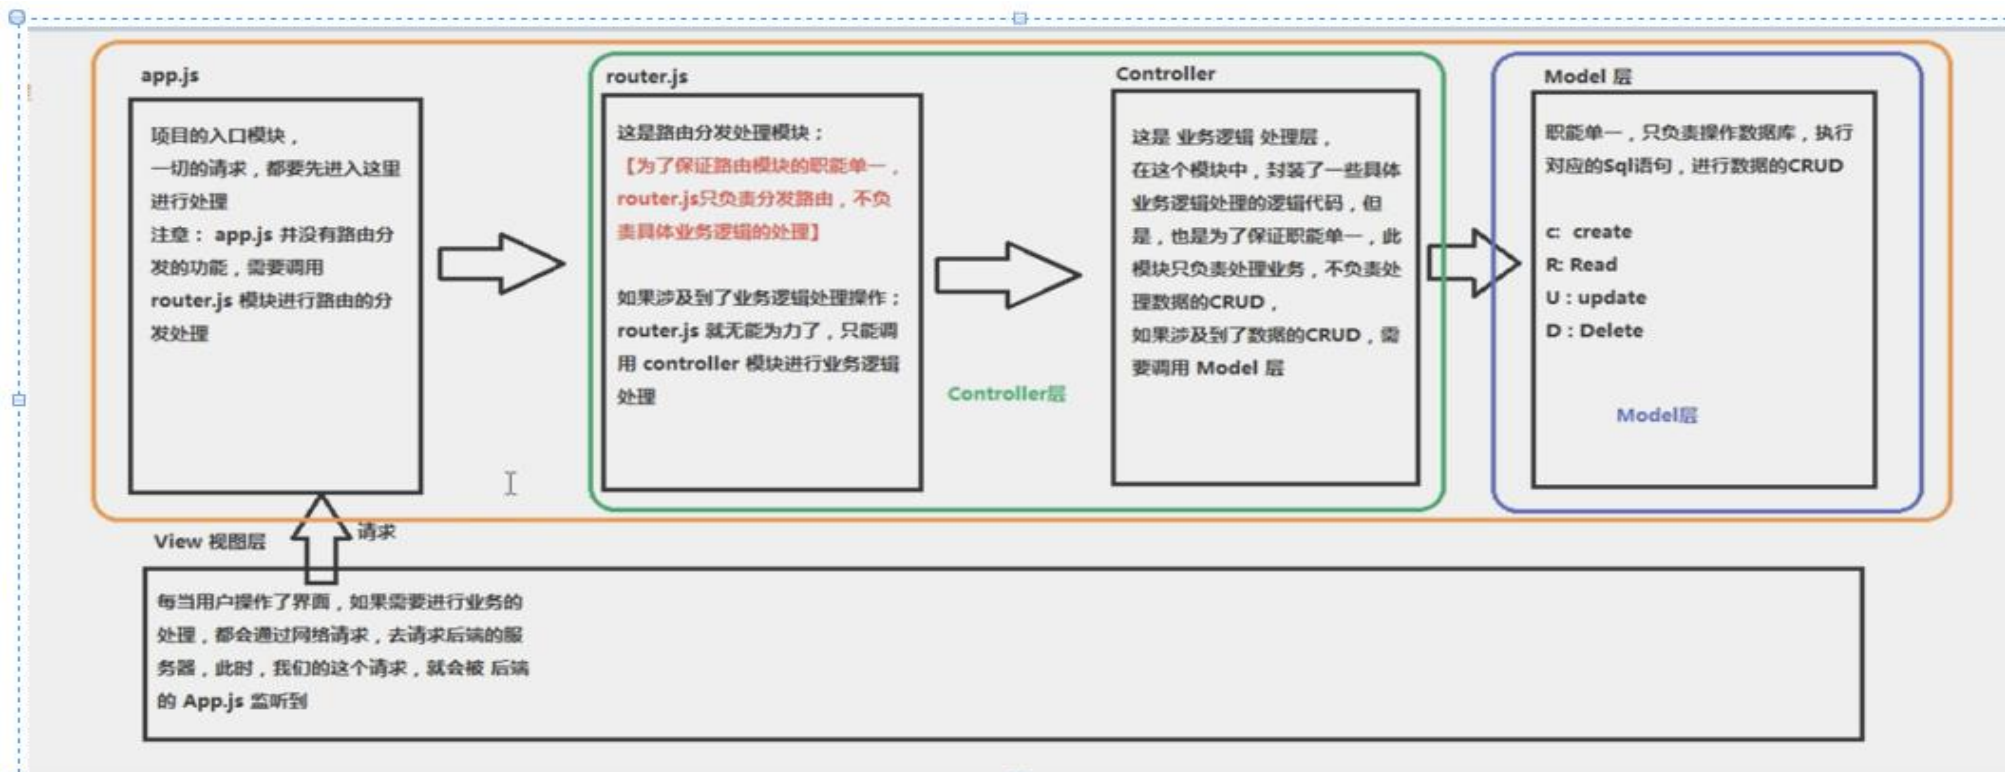 app.js
项目的入口模块，
一切的请求，都要先进入这里
进行处理
注意： app.js 并没有路由分
发的功能，需要调用
router.js 模块进行路由的分
发处理
router.js
这是路由分发处理模块；
【为了保证路由模块的职能单一，
router.js只负责分发路由，不负
责具体业务逻辑的处理】
如果涉及到了业务逻辑处理操作；
router.js 就无能为力了，只能调
用 controller 模块进行业务逻辑
处理
Controller层
Controller
这是 业务逻辑 处理层，
在这个模块中，封装了一些具体
业务逻辑处理的逻辑代码，但
是，也是为了保证职能单一，此
模块只负责处理业务，不负责处
理数据的CRUD，
如果涉及到了数据的CRUD，需
要调用 Model 层
Model 层
职能单一，只负责操作数据库，执行
对应的Sql语句，进行数据的CRUD
c: create
R: Read
U : update
D : Delete
Model层
View 视图层
请求
每当用户操作了界面，如果需要进行业务的
处理，都会通过网络请求，去请求后端的服
务器，此时，我们的这个请求，就会被 后端
的 App.js 监听到